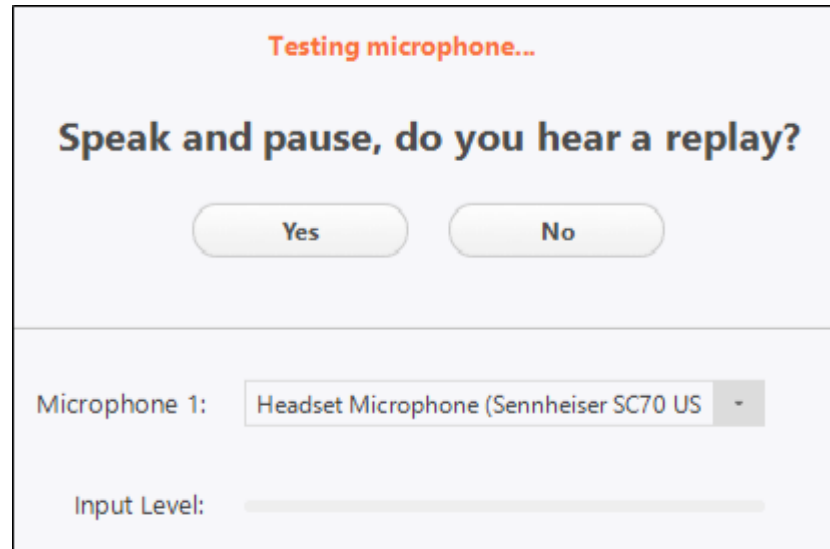 Testing microphone...
Speak and pause, do you hear a replay?
Yes No
Microphone 1: Headset Microphone (Sennheiser SC70 US
Input Level: